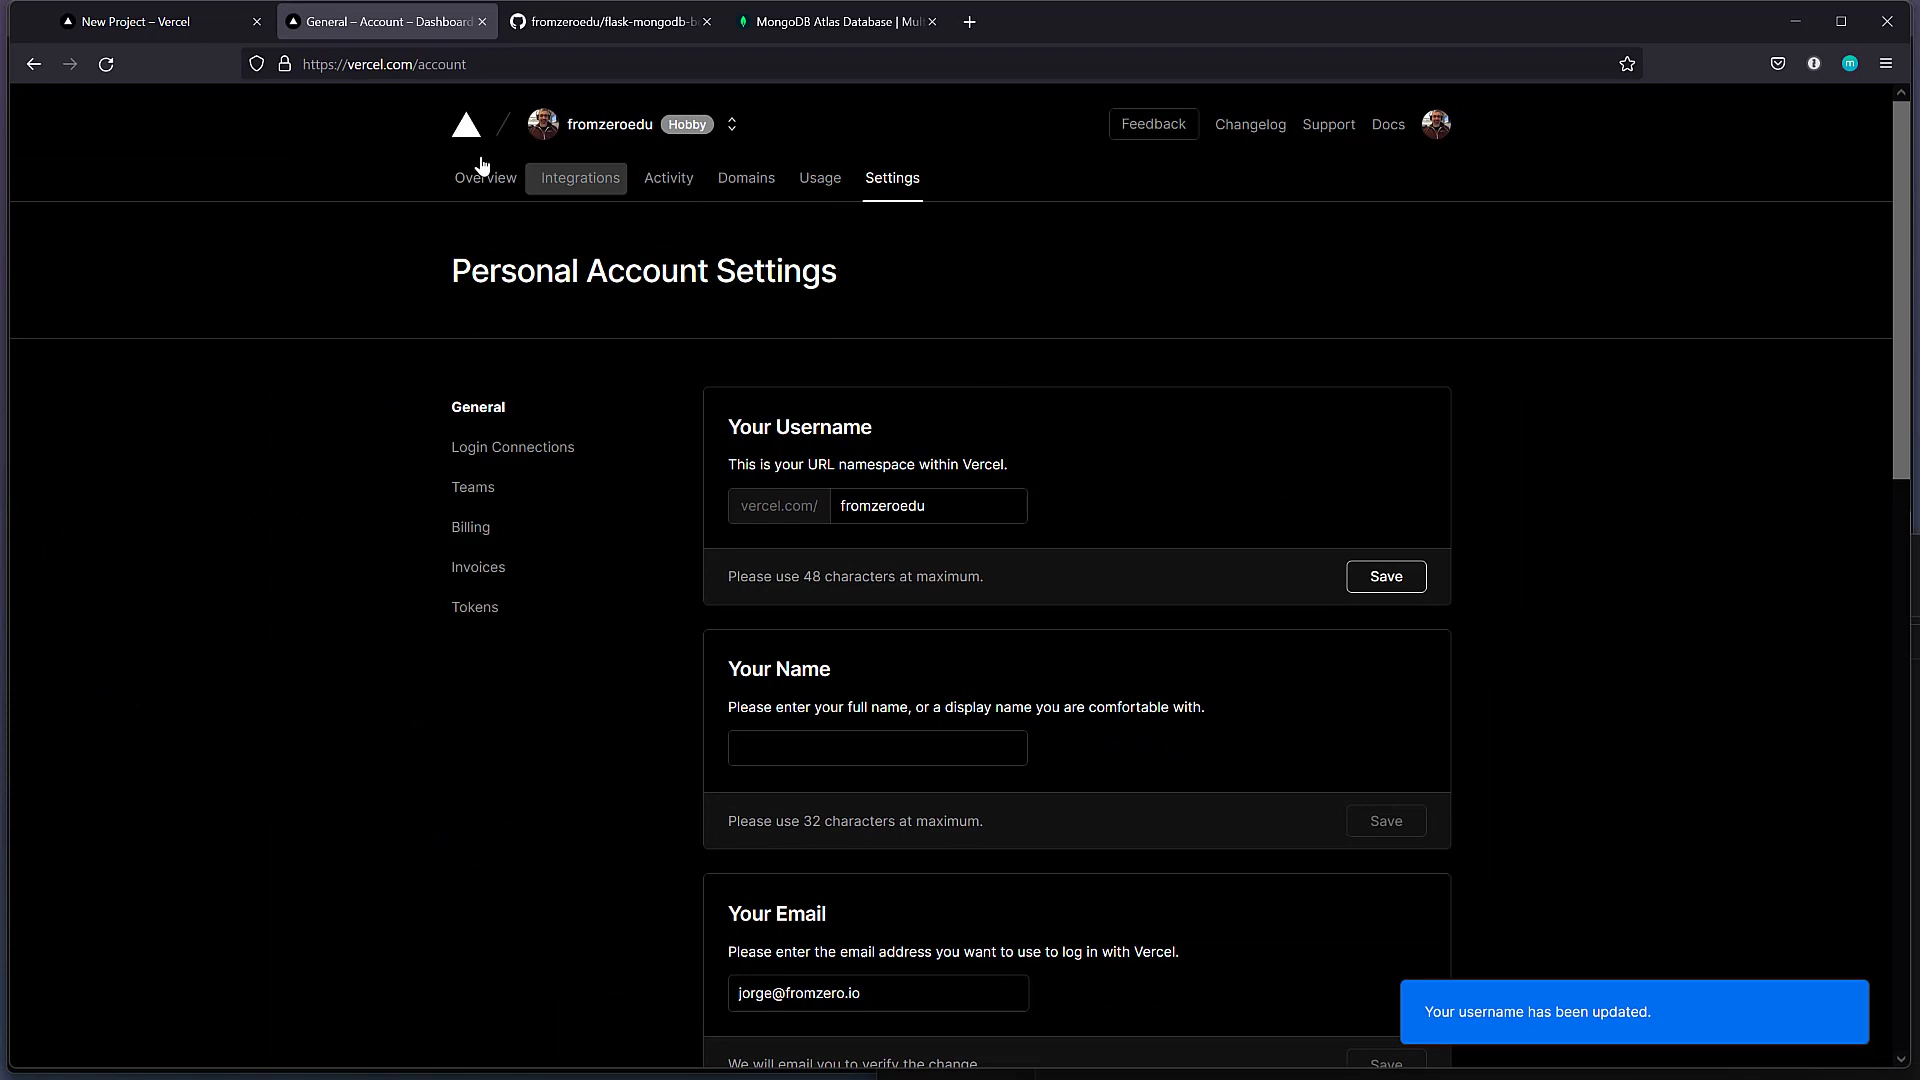 New Project – Vercel
General – Account – Dashboard
fromzeroedu/flask-mongodb-b
MongoDB Atlas Database | Mul
https://vercel.com/account
m
fromzeroedu
Hobby
Feedback
Changelog
Support
Docs
Overview
Integrations
Activity
Domains
Usage
Settings
Personal Account Settings
General
Login Connections
Teams
Billing
Invoices
Tokens
Your Username
This is your URL namespace within Vercel.
vercel.com/
fromzeroedu
Please use 48 characters at maximum.
Save
Your Name
Please enter your full name, or a display name you are comfortable with.
Please use 32 characters at maximum.
Save
Your Email
Please enter the email address you want to use to log in with Vercel.
jorge@fromzero.io
We will email you to verify the change.
Save
Your username has been updated.